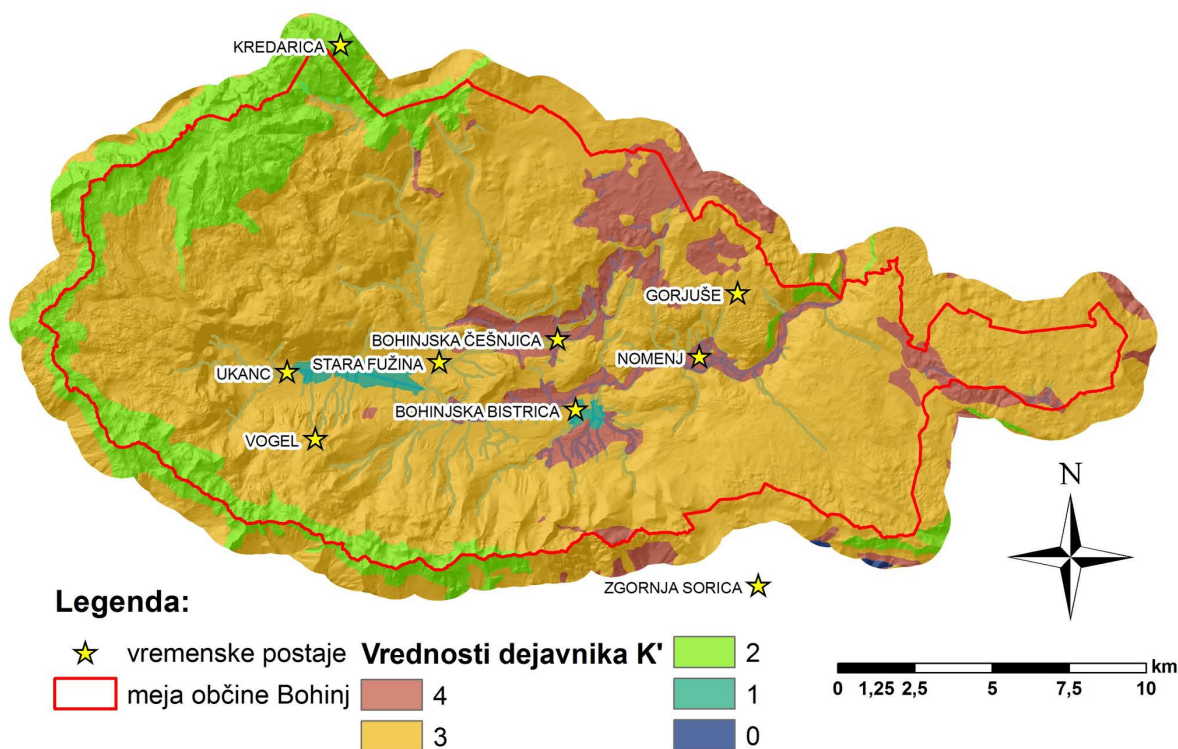 KREDARICA
GORJUŠE
BOHINJSKA ČEŠNJICA
NOMENJ
STARA FUŽINA
UKANC
BOHINJSKA BISTRICA
VOGEL
N
ZGORNJA SORICA
Legenda:
vremenske postaje
meja občine Bohinj
Vrednosti dejavnika K'
4
3
2
1
0
km
0 1,25 2,5 5 7,5 10